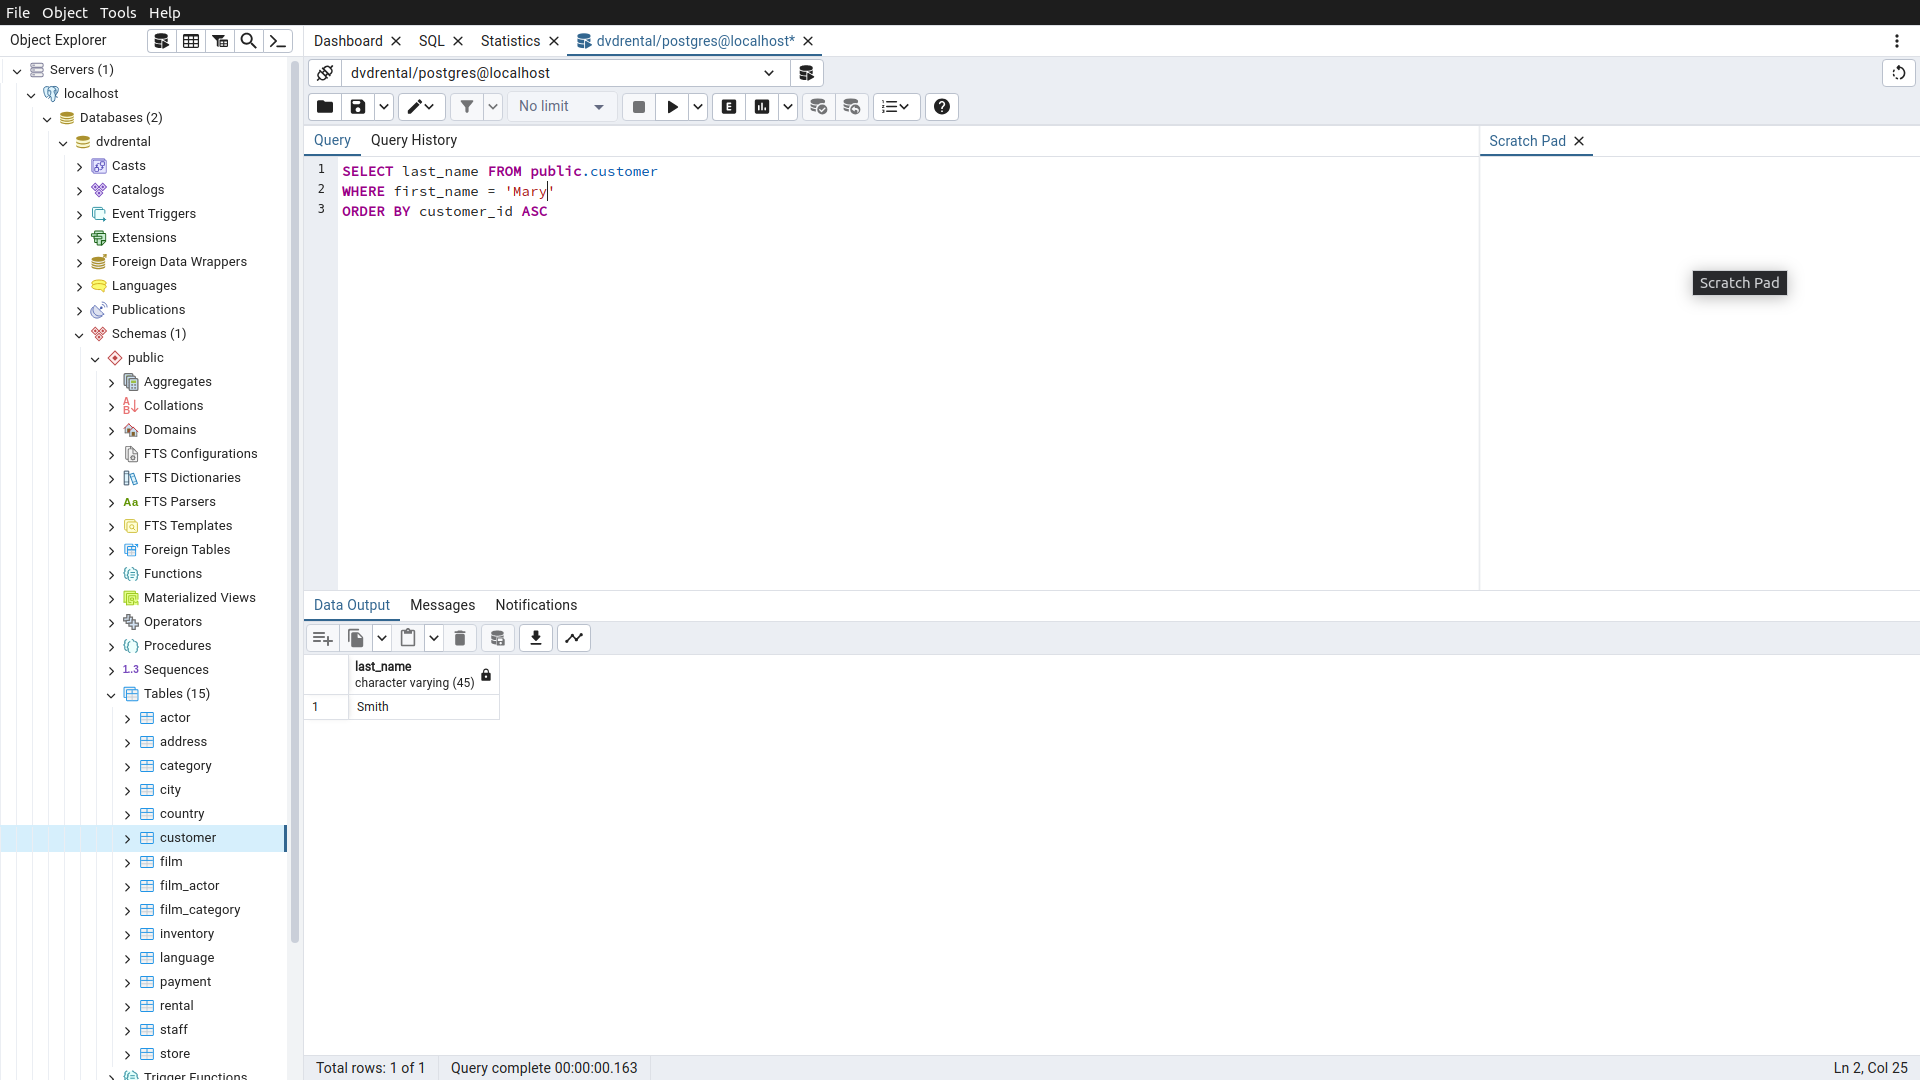 File Object Tools Help
Object Explorer
Servers (1)
localhost
Databases (2)
dvdrental
Casts
Catalogs
Event Triggers
Extensions
Foreign Data Wrappers
Languages
Publications
Schemas (1)
public
Aggregates
Collations
Domains
FTS Configurations
FTS Dictionaries
FTS Parsers
FTS Templates
Foreign Tables
Functions
Materialized Views
Operators
Procedures
1..3 Sequences
Tables (15)
actor
address
category
city
country
customer
film
film_actor
film_category
inventory
language
payment
rental
staff
store
Trigger Functions
Dashboard SQL Statistics dvdrental/postgres@localhost*
dvdrental/postgres@localhost
No limit
Query Query History
1 SELECT last_name FROM public.customer
2 WHERE first_name = 'Mary'
3 ORDER BY customer_id ASC
Scratch Pad
Scratch Pad
Data Output Messages Notifications
last_name
character varying (45)
1 Smith
Total rows: 1 of 1 Query complete 00:00:00.163 Ln 2, Col 25